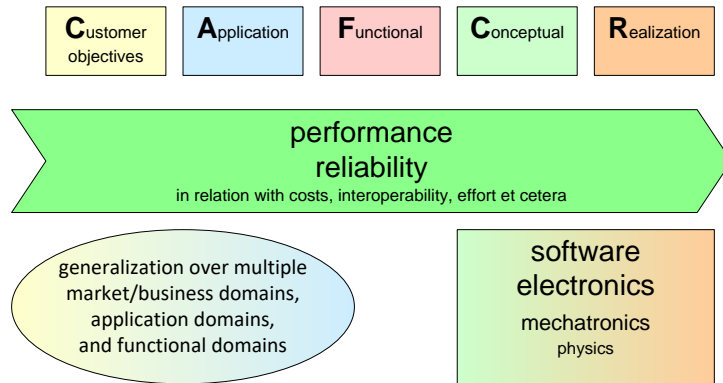 Customer
objectives
Application
Functional
Conceptual
Realization
performance
reliability
in relation with costs, interoperability, effort et cetera
generalization over multiple
market/business domains,
application domains,
and functional domains
software
electronics
mechatronics
physics